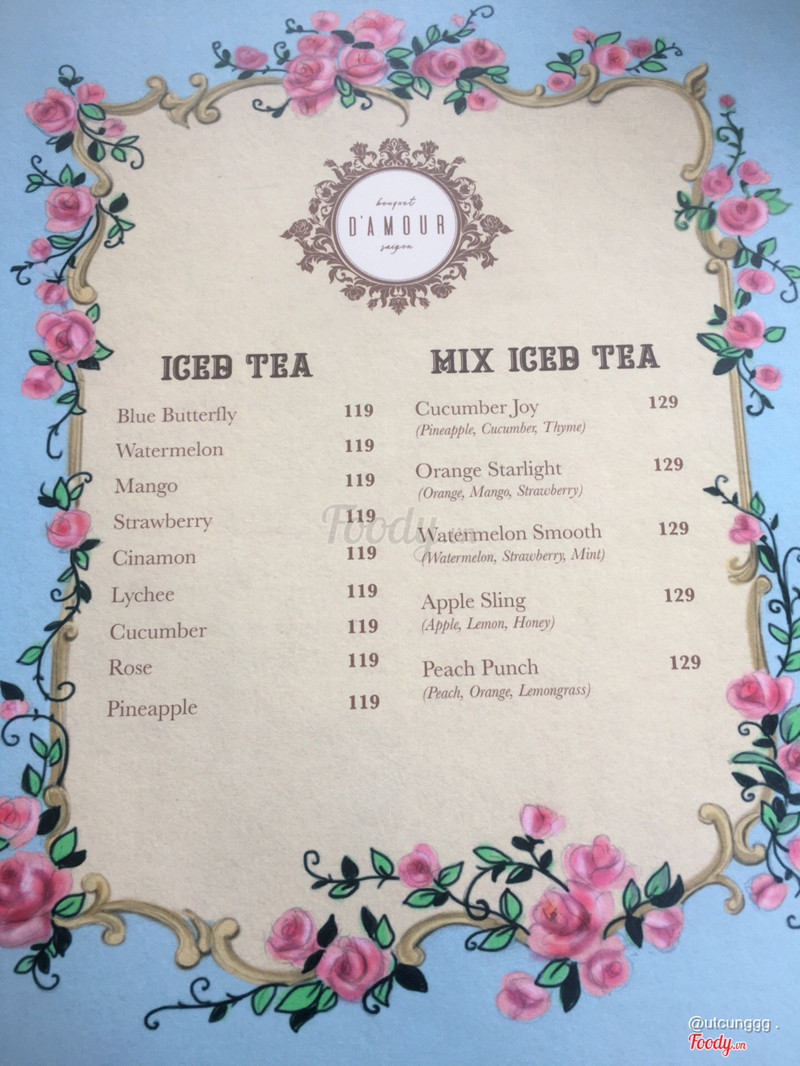 bouquet
D'AMOUR
saigon
ICED TEA
Blue Butterfly 119
Watermelon 119
Mango 119
Strawberry 119
Cinamon 119
Lychee 119
Cucumber 119
Rose 119
Pineapple 119
MIX ICED TEA
Cucumber Joy 129
(Pineapple, Cucumber, Thyme)
Orange Starlight 129
(Orange, Mango, Strawberry)
Watermelon Smooth 129
(Watermelon, Strawberry, Mint)
Apple Sling 129
(Apple, Lemon, Honey)
Peach Punch 129
(Peach, Orange, Lemongrass)
Foody.vn
@utcunggg .
Foody.vn